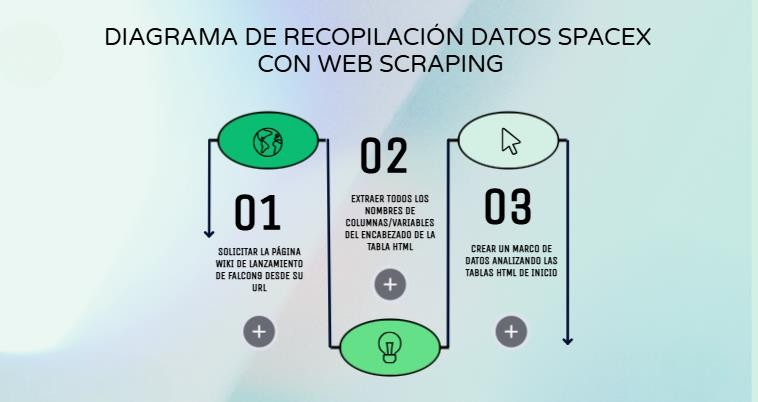 DIAGRAMA DE RECOPILACIÓN DATOS SPACEX
CON WEB SCRAPING
01
SOLICITAR LA PÁGINA
WIKI DE LANZAMIENTO
DE FALCON9 DESDE SU
URL
02
EXTRAER TODOS LOS
NOMBRES DE
COLUMNAS/VARIABLES
DEL ENCABEZADO DE LA
TABLA HTML
03
CREAR UN MARCO DE
DATOS ANALIZANDO LAS
TABLAS HTML DE INICIO